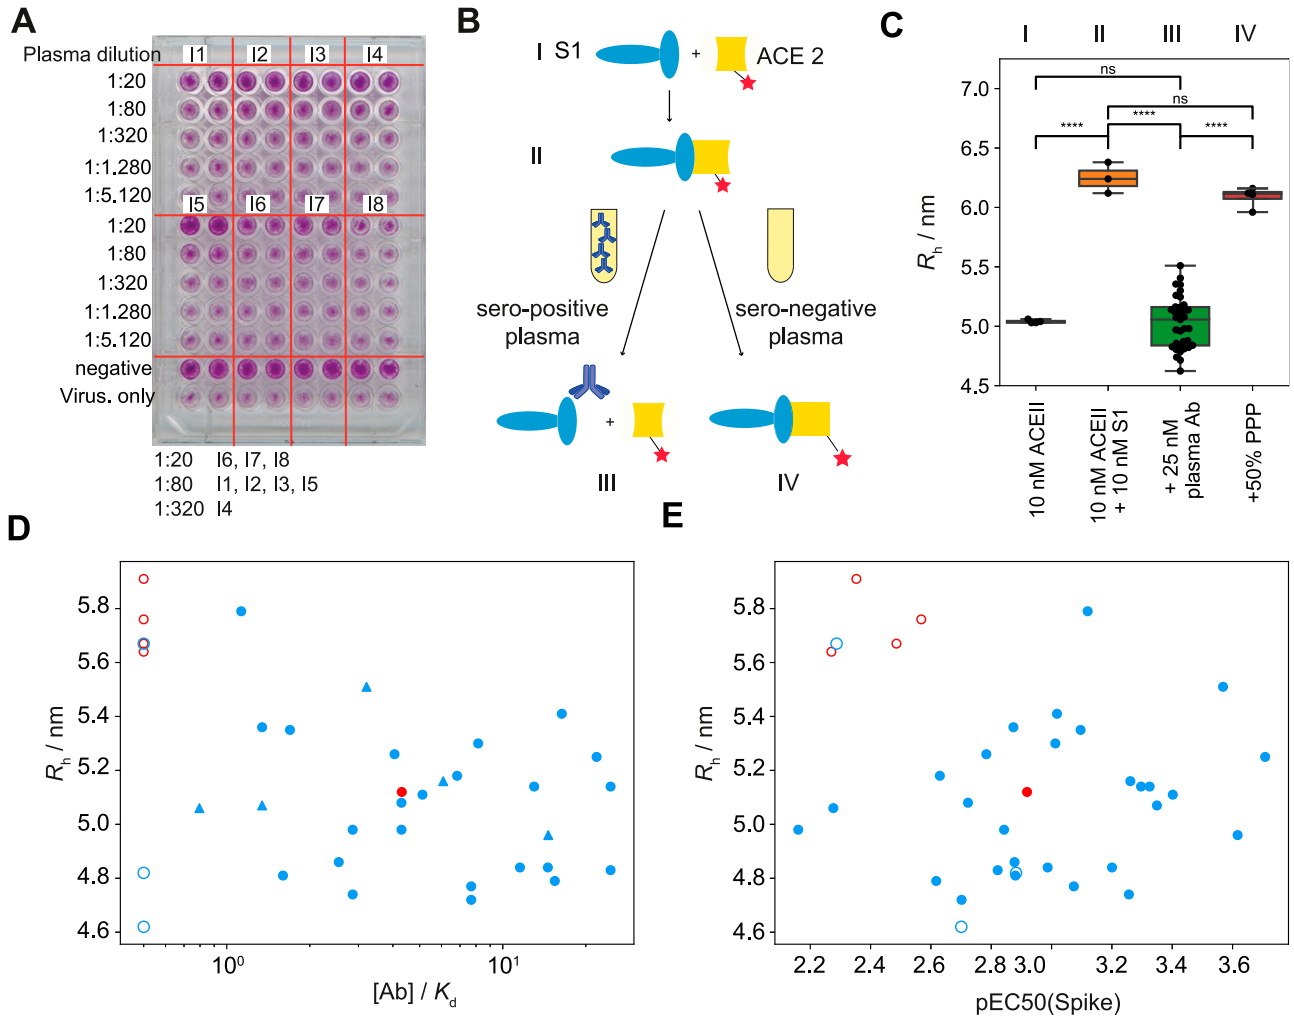 A
Plasma dilution
I1 I2 I3 I4
1:20
1:80
1:320
1:1.280
1:5.120
I5 I6 I7 I8
1:20
1:80
1:320
1:1.280
1:5.120
negative
Virus. only
1:20 I6, I7, I8
1:80 I1, I2, I3, I5
1:320 I4
B
I S1 + ACE 2
II
sero-positive
plasma
sero-negative
plasma
+
III IV
C
I II III IV
ns
ns
****
**** ****
7.0
6.5
6.0
5.5
5.0
4.5
Rh / nm
10 nM ACEII
10 nM ACEII
+ 10 nM S1
+ 25 nM
plasma Ab
+50% PPP
D
5.8
5.6
5.4
5.2
5.0
4.8
4.6
Rh / nm
10⁰ 10¹
[Ab] / Kd
E
5.8
5.6
5.4
5.2
5.0
4.8
4.6
Rh / nm
2.2 2.4 2.6 2.8 3.0 3.2 3.4 3.6
pEC50(Spike)